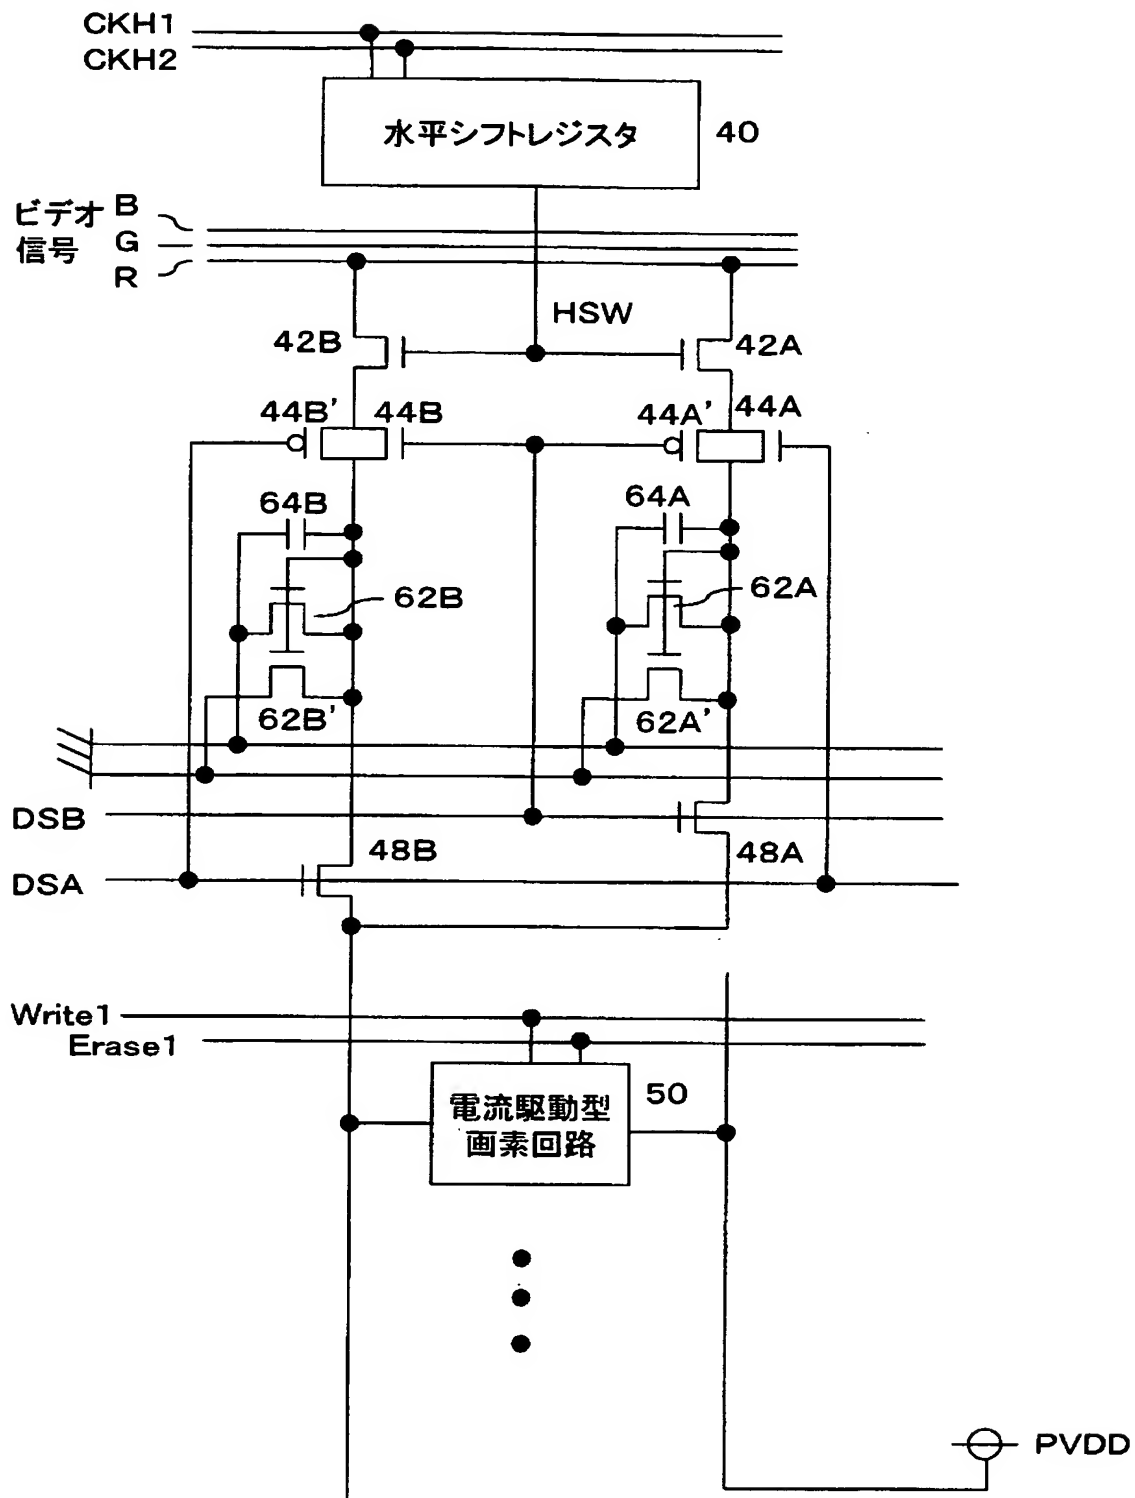 CKH1
CKH2
水平シフトレジスタ
40
ビデオ
信号
B
G
R
HSW
42B
42A
44B'
44B
44A'
44A
64B
64A
62B
62A
62B'
62A'
DSB
48B
48A
DSA
Write1
Erase1
電流駆動型
画素回路
50
PVDD